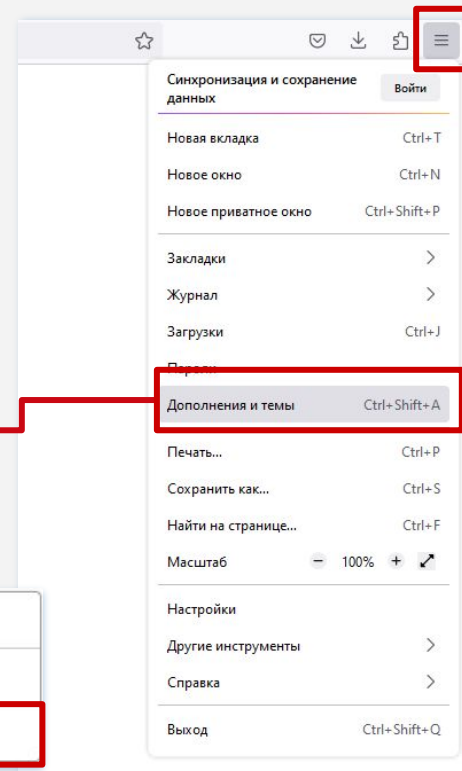 Синхронизация и сохранение
данных
Войти
Новая вкладка Ctrl+T
Новое окно Ctrl+N
Новое приватное окно Ctrl+Shift+P
Закладки
Журнал
Загрузки Ctrl+J
Пароли
Дополнения и темы Ctrl+Shift+A
Печать... Ctrl+P
Сохранить как... Ctrl+S
Найти на странице... Ctrl+F
Масштаб − 100% +
Настройки
Другие инструменты
Справка
Выход Ctrl+Shift+Q